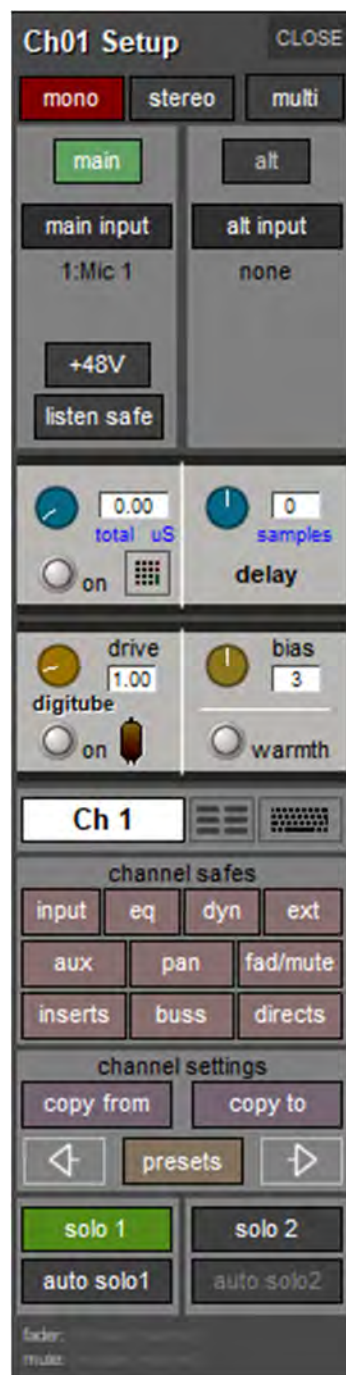 Ch01 Setup CLOSE
mono stereo multi
main alt
main input alt input
1:Mic 1 none
+48V
listen safe
0.00 0
total uS samples
on delay
drive bias
1.00 3
digitube
on warmth
Ch 1
channel safes
input eq dyn ext
aux pan fad/mute
inserts buss directs
channel settings
copy from copy to
presets
solo 1 solo 2
auto solo1 auto solo2
fader:
mute: